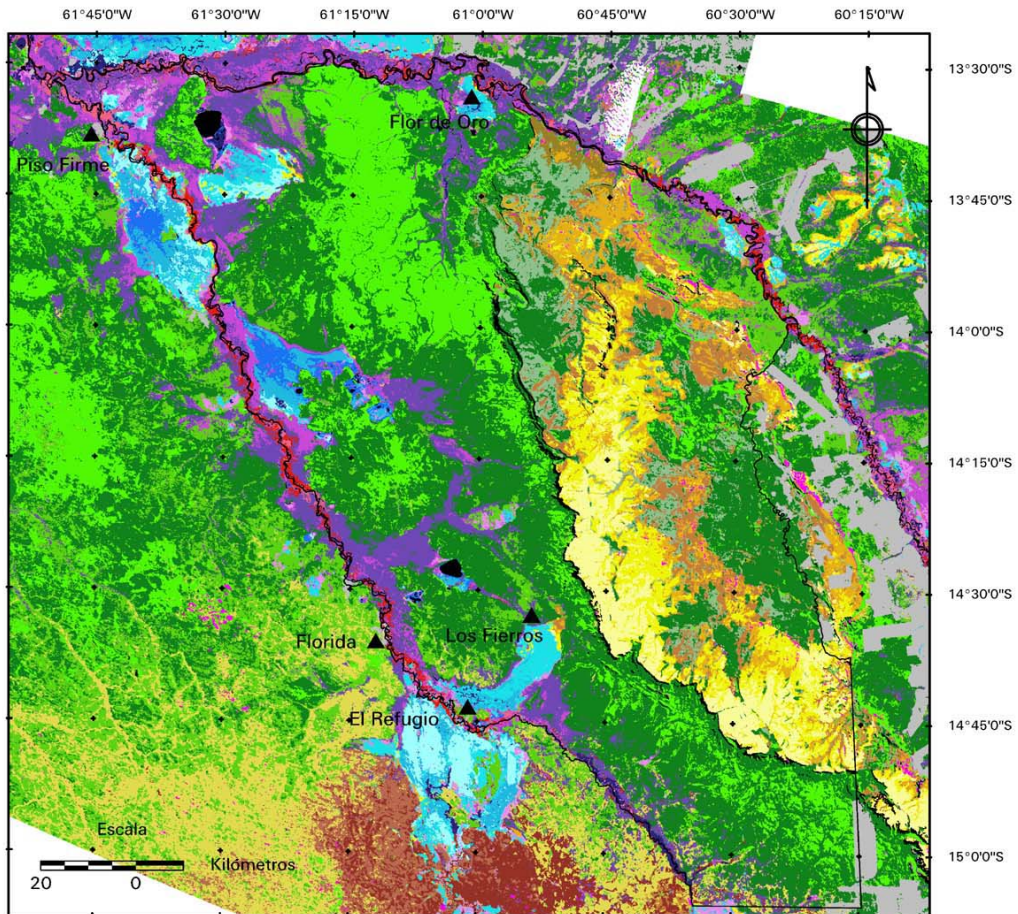 61°45'0"O 61°30'0"O 61°15'0"O 61°0'0"O 60°45'0"O 60°30'0"O 60°15'0"O
13°30'0"S
Flor de Oro
Piso Firme
13°45'0"S
14°0'0"S
14°15'0"S
14°30'0"S
Florida
Los Fierros
El Refugio
14°45'0"S
Escala
Kilómetros
15°0'0"S
20 0